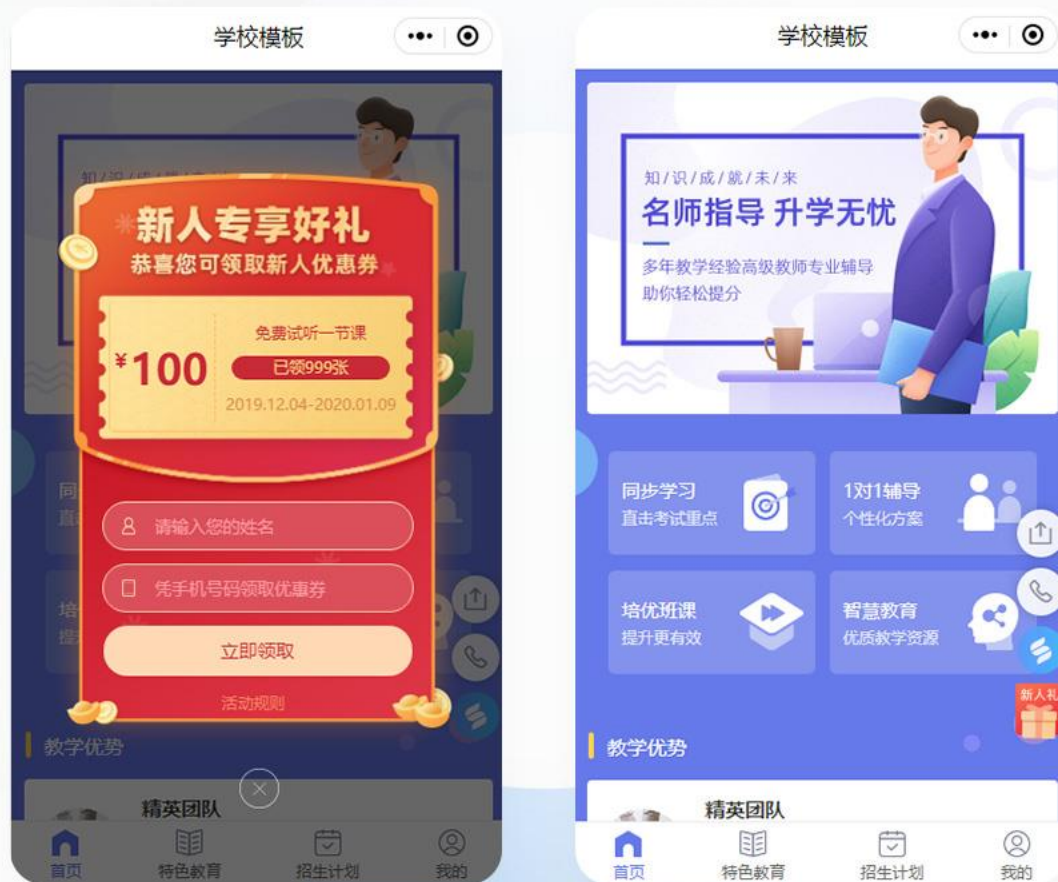 学校模板
知/识/成/就/未/来
新人专享好礼
恭喜您可领取新人优惠券
¥100
免费试听一节课
已领999张
2019.12.04-2020.01.09
请输入您的姓名
凭手机号码领取优惠券
立即领取
活动规则
教学优势
精英团队
首页
特色教育
招生计划
我的
学校模板
知/识/成/就/未/来
名师指导 升学无忧
多年教学经验高级教师专业辅导
助你轻松提分
同步学习
直击考试重点
1对1辅导
个性化方案
培优班课
提升更有效
智慧教育
优质教学资源
新人礼
教学优势
精英团队
首页
特色教育
招生计划
我的